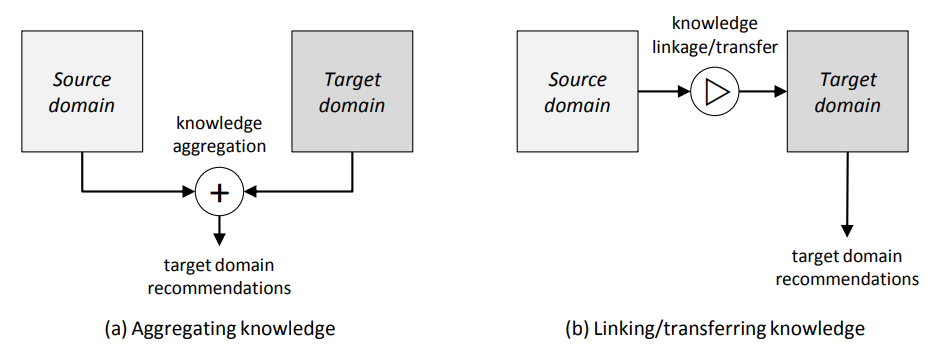 Source
domain
Target
domain
knowledge
aggregation
+
target domain
recommendations
(a) Aggregating knowledge
knowledge
linkage/transfer
Source
domain
Target
domain
target domain
recommendations
(b) Linking/transferring knowledge